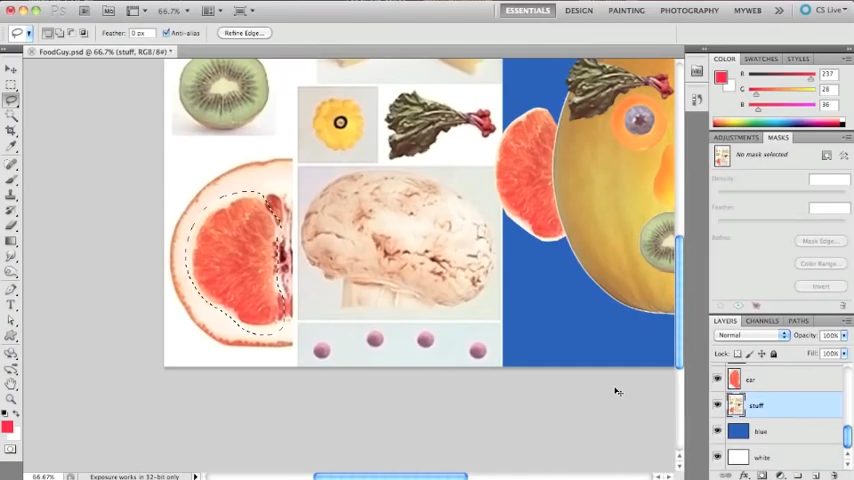 Ps Br Mb 66.7% ESSENTIALS DESIGN PAINTING PHOTOGRAPHY MYWEB >> CS Live
Feather: 0 px Anti-alias Refine Edge...
FoodGuy.psd @ 66.7% (stuff, RGB/8#) *
COLOR SWATCHES STYLES
R 237
G 28
B 36
ADJUSTMENTS MASKS
No mask selected
Density:
Feather:
Refine: Mask Edge...
Color Range...
Invert
LAYERS CHANNELS PATHS
Normal Opacity: 100%
Lock: Fill: 100%
ear
stuff
blue
white
66.67% Exposure works in 32-bit only